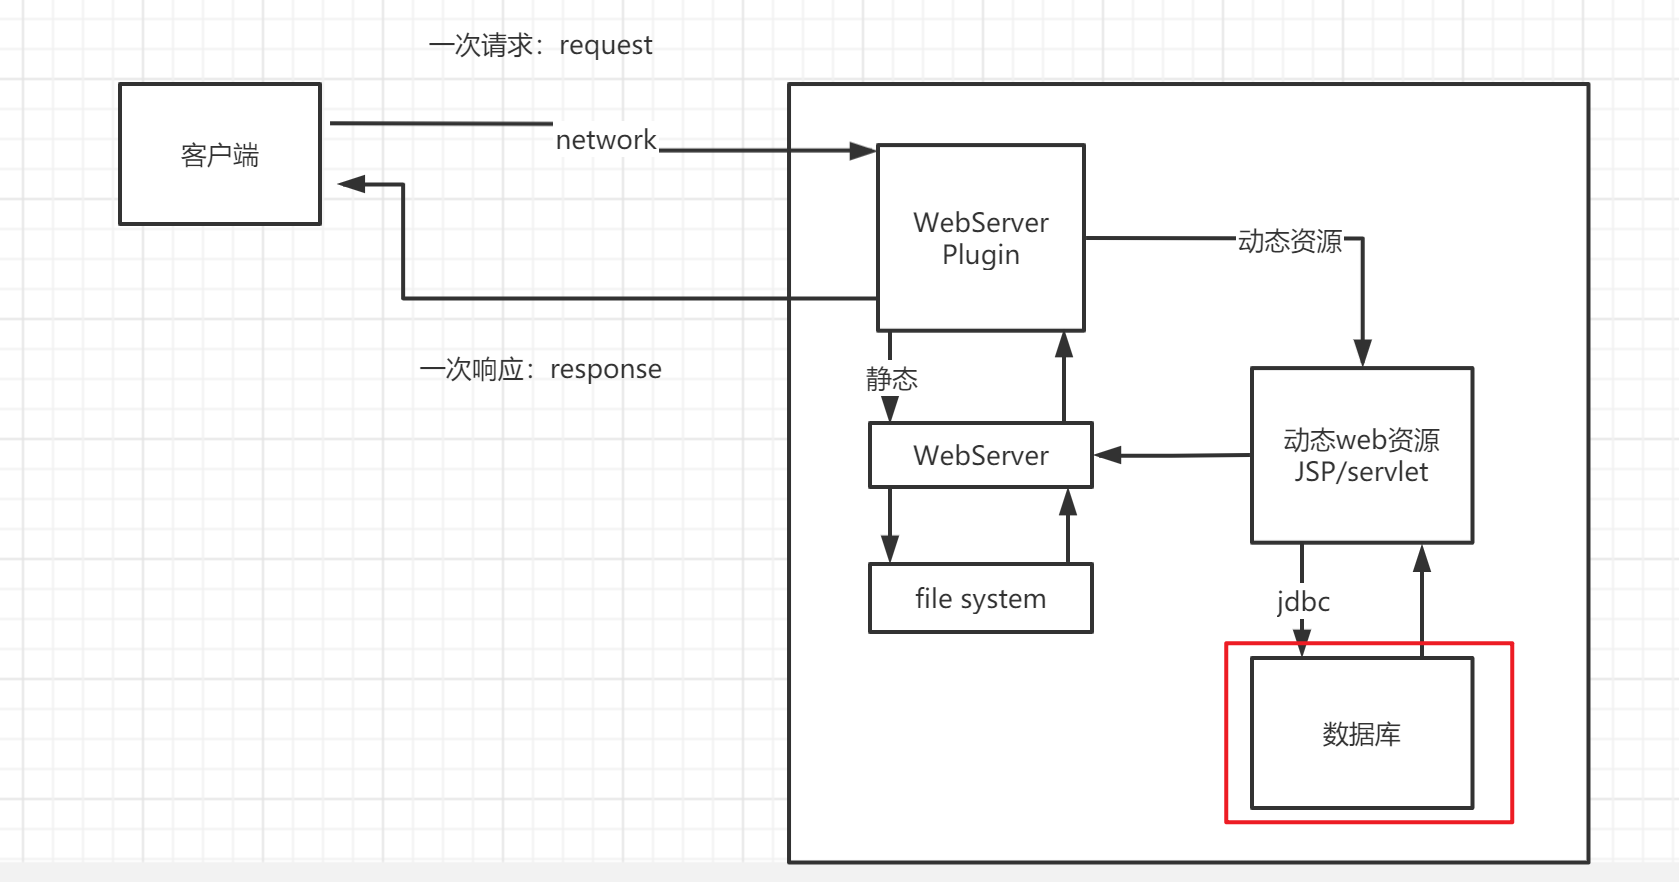 一次请求：request
客户端
network
WebServer
Plugin
动态资源
一次响应：response
静态
WebServer
动态web资源
JSP/servlet
file system
jdbc
数据库